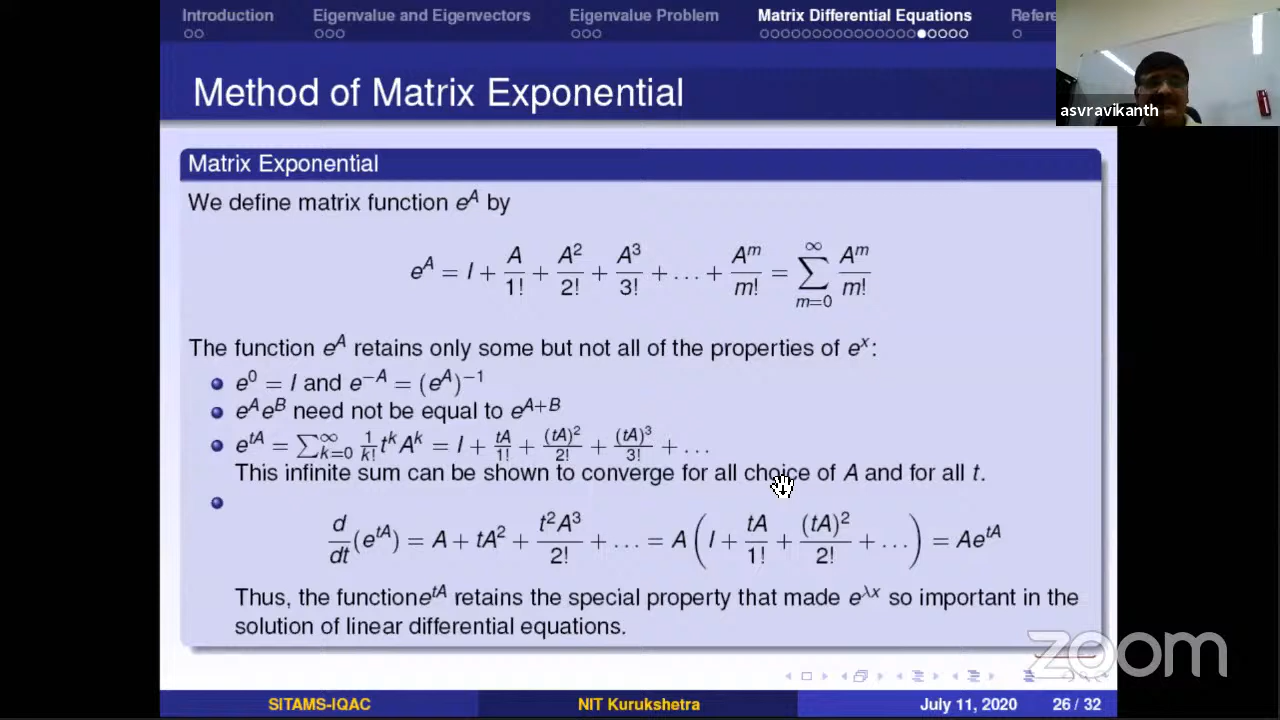 Introduction Eigenvalue and Eigenvectors Eigenvalue Problem Matrix Differential Equations Refere
Method of Matrix Exponential
asvravikanth
Matrix Exponential
We define matrix function e^A by
e^A = I + A/1! + A^2/2! + A^3/3! + ... + A^m/m! = ∑_{m=0}^{∞} A^m/m!
The function e^A retains only some but not all of the properties of e^x:
e^0 = I and e^{-A} = (e^A)^{-1}
e^A e^B need not be equal to e^{A+B}
e^{tA} = ∑_{k=0}^{∞} 1/k! t^k A^k = I + tA/1! + (tA)^2/2! + (tA)^3/3! + ...
This infinite sum can be shown to converge for all choice of A and for all t.
d/dt (e^{tA}) = A + tA^2 + t^2A^3/2! + ... = A (I + tA/1! + (tA)^2/2! + ...) = Ae^{tA}
Thus, the functione^{tA} retains the special property that made e^{λx} so important in the
solution of linear differential equations.
zoom
SITAMS-IQAC NIT Kurukshetra July 11, 2020 26 / 32